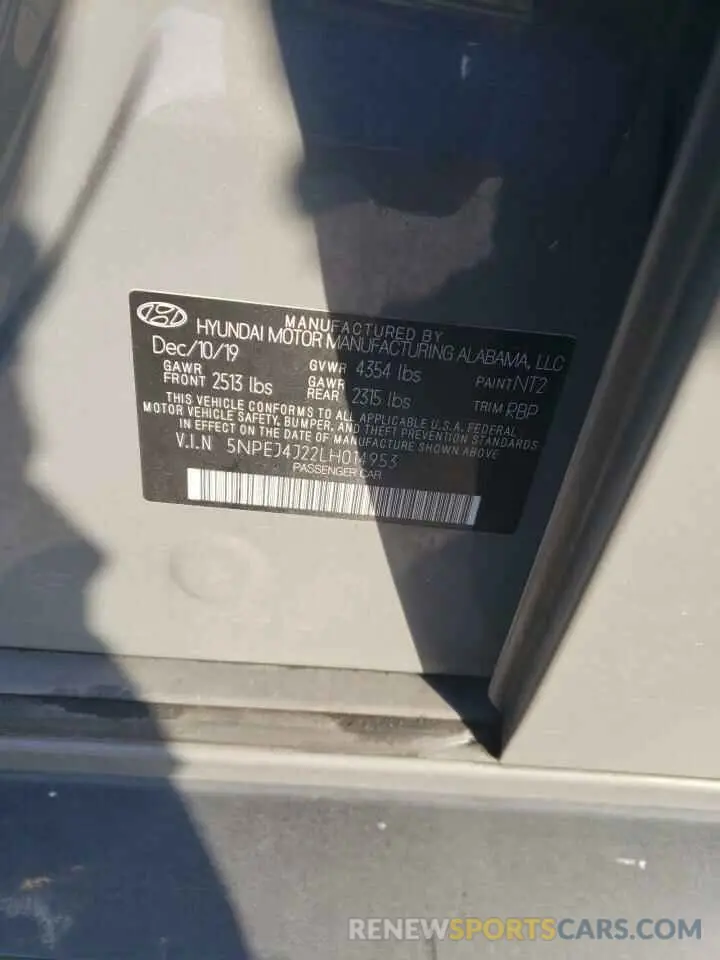 MANUFACTURED BY
HYUNDAI MOTOR MANUFACTURING ALABAMA, LLC
Dec/10/19 GVWR 4354 lbs PAINT NT2
GAWR FRONT 2513 lbs GAWR REAR 2315 lbs TRIM RBP
THIS VEHICLE CONFORMS TO ALL APPLICABLE U.S.A. FEDERAL
MOTOR VEHICLE SAFETY, BUMPER, AND THEFT PREVENTION STANDARDS
IN EFFECT ON THE DATE OF MANUFACTURE SHOWN ABOVE
V.I.N 5NPEJ4J22LH014953
PASSENGER CAR
RENEWSPORTSCARS.COM